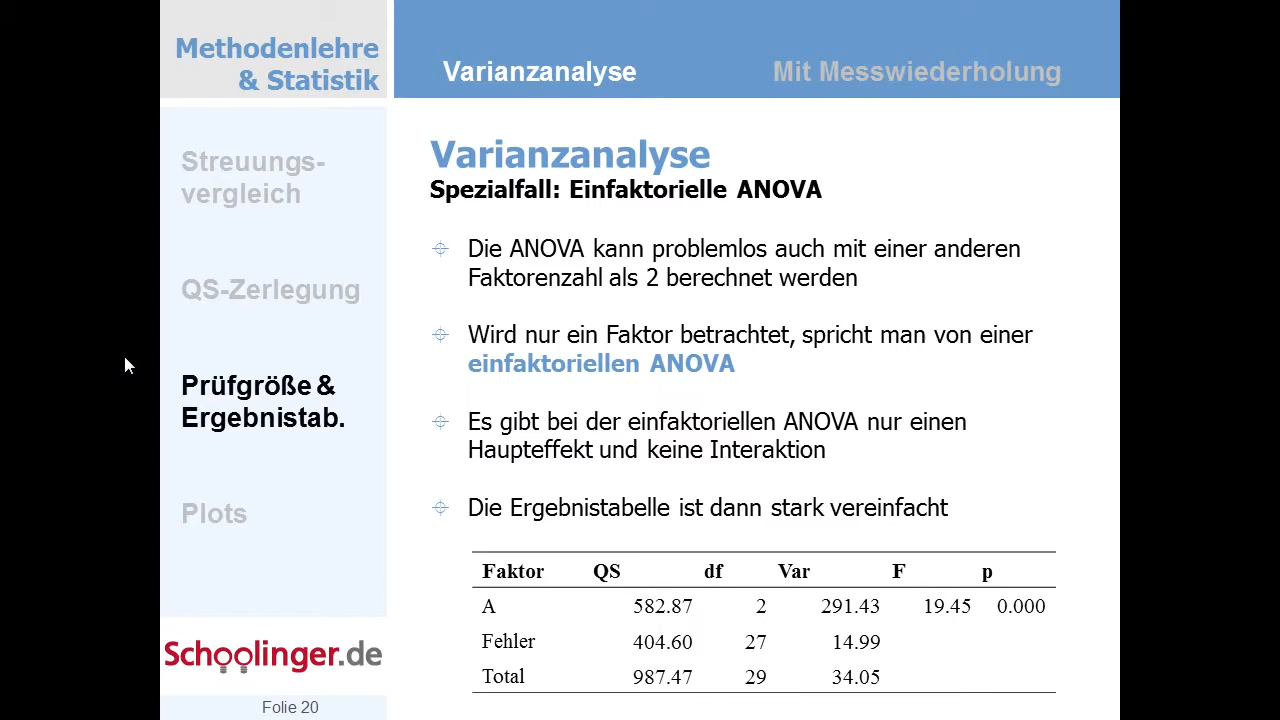 Methodenlehre
& Statistik
Varianzanalyse
Mit Messwiederholung
Streuungs-
vergleich
QS-Zerlegung
Prüfgröße &
Ergebnistab.
Plots
Varianzanalyse
Spezialfall: Einfaktorielle ANOVA
Die ANOVA kann problemlos auch mit einer anderen
Faktorenzahl als 2 berechnet werden
Wird nur ein Faktor betrachtet, spricht man von einer
einfaktoriellen ANOVA
Es gibt bei der einfaktoriellen ANOVA nur einen
Haupteffekt und keine Interaktion
Die Ergebnistabelle ist dann stark vereinfacht
Faktor QS df Var F p
A 582.87 2 291.43 19.45 0.000
Fehler 404.60 27 14.99
Total 987.47 29 34.05
Schoolinger.de
Folie 20